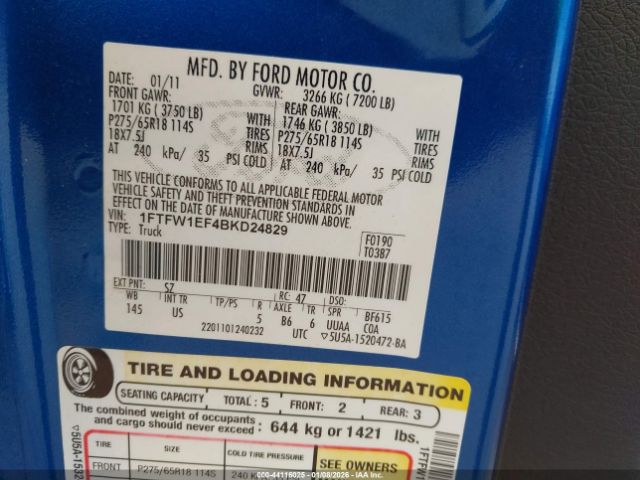 MFD. BY FORD MOTOR CO.
DATE: 01/11 GVWR: 3266 KG ( 7200 LB)
FRONT GAWR: REAR GAWR:
1701 KG ( 3750 LB) WITH 1746 KG ( 3850 LB) WITH
P275/65R18 114S TIRES P275/65R18 114S TIRES
18X7.5J RIMS 18X7.5J RIMS
AT 240 kPa/ 35 PSI COLD AT 240 kPa/ 35 PSI COLD
THIS VEHICLE CONFORMS TO ALL APPLICABLE FEDERAL MOTOR
VEHICLE SAFETY AND THEFT PREVENTION STANDARDS IN
EFFECT ON THE DATE OF MANUFACTURE SHOWN ABOVE.
VIN: 1FTFW1EF4BKD24829
TYPE: Truck
F0190
T0387
EXT PNT: SZ RC: 47 DSO:
WB INT TR TP/PS R AXLE TR SPR BF615
145 US 5 B6 6 UUAA COA
2201101240232 UTC ▽5U5A-1520472-BA
TIRE AND LOADING INFORMATION
SEATING CAPACITY TOTAL: 5 FRONT: 2 REAR: 3
The combined weight of occupants
and cargo should never exceed: 644 kg or 1421 lbs.
TIRE SIZE COLD TIRE PRESSURE SEE OWNERS
FRONT P275/65R18 114S 240 K
▽5U5A-1532
1FTFW
© COPART_PLACEHOLDER